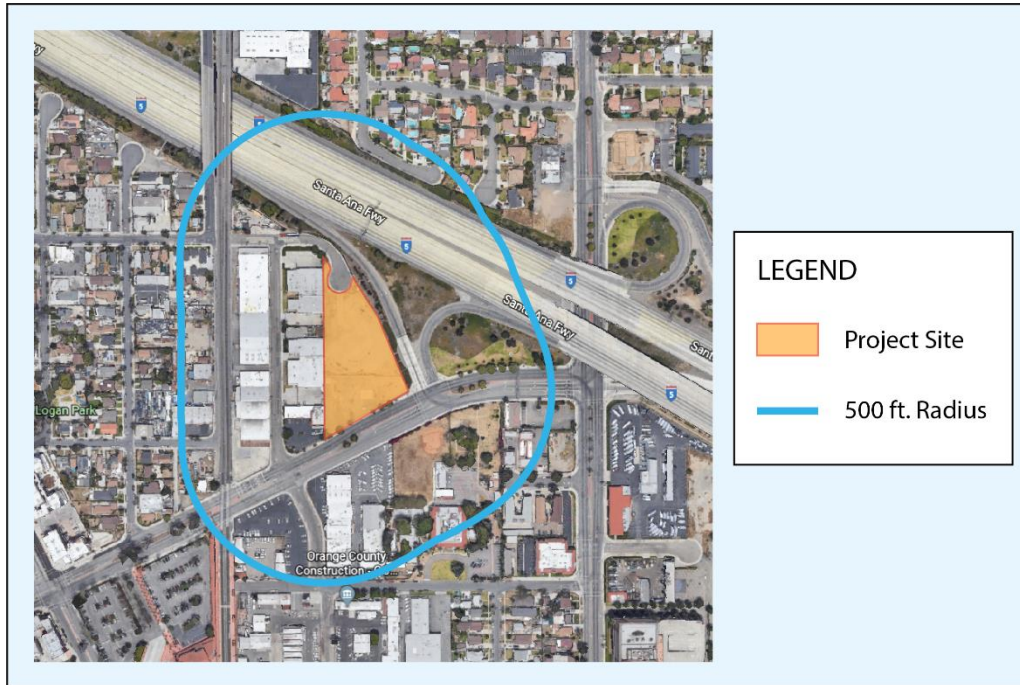 5
5
Santa Ana Fwy
5
5
Santa Ana Fwy
5
Logan Park
Orange County
LEGEND
Project Site
500 ft. Radius